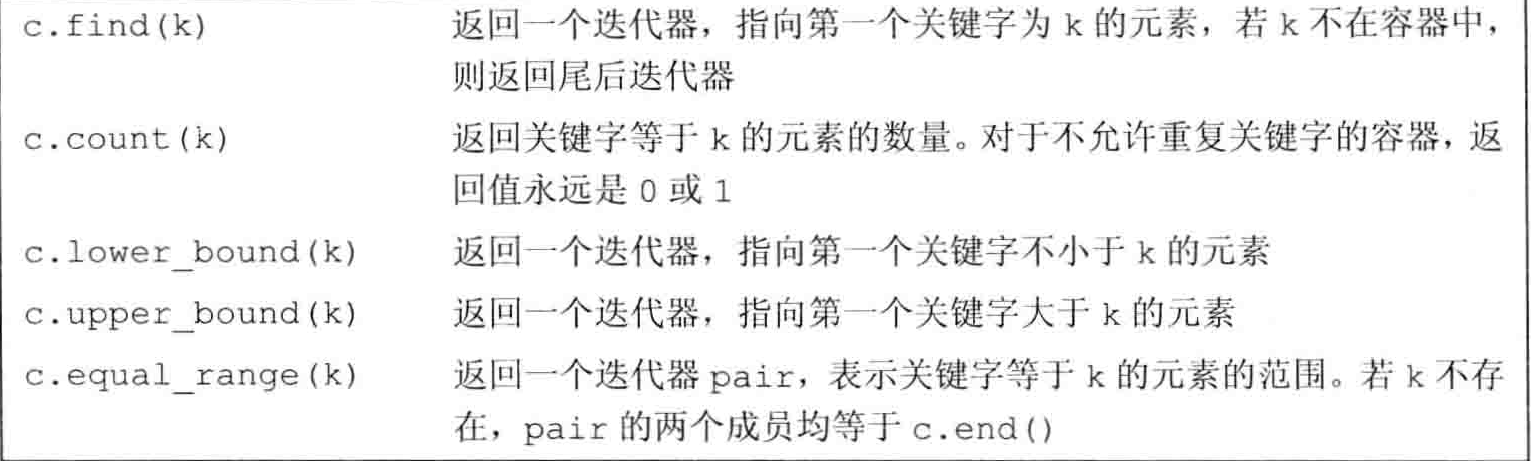 c.find(k) 返回一个迭代器，指向第一个关键字为 k 的元素，若 k 不在容器中，
则返回尾后迭代器
c.count(k) 返回关键字等于 k 的元素的数量。对于不允许重复关键字的容器，返
回值永远是 0 或 1
c.lower_bound(k) 返回一个迭代器，指向第一个关键字不小于 k 的元素
c.upper_bound(k) 返回一个迭代器，指向第一个关键字大于 k 的元素
c.equal_range(k) 返回一个迭代器 pair，表示关键字等于 k 的元素的范围。若 k 不存
在，pair 的两个成员均等于 c.end()